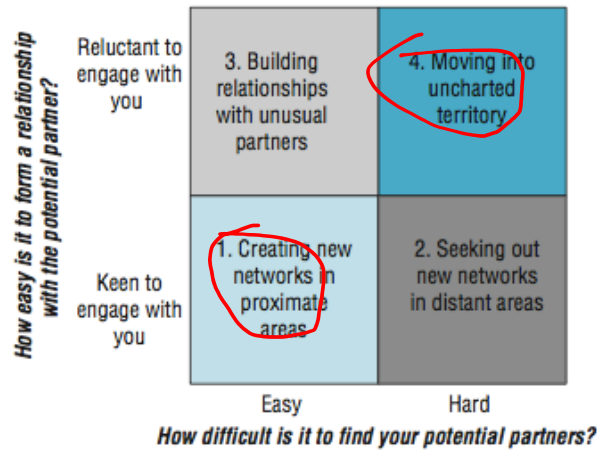 How easy is it to form a relationship
with the potential partner?
Reluctant to
engage with
you
3. Building
relationships
with unusual
partners
4. Moving into
uncharted
territory
Keen to
engage with
you
1. Creating new
networks in
proximate
areas
2. Seeking out
new networks
in distant areas
Easy
Hard
How difficult is it to find your potential partners?